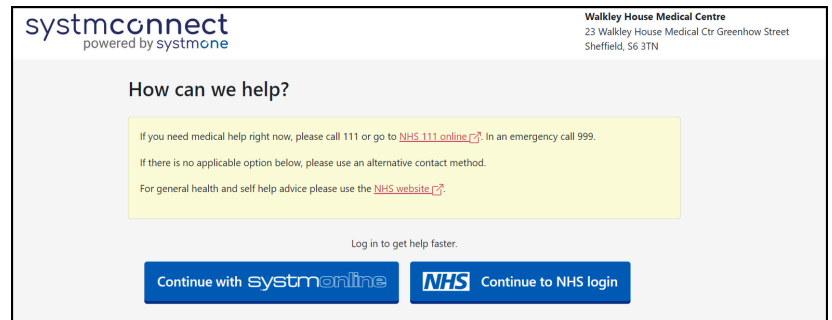 systmconnect
powered by systmone
Walkley House Medical Centre
23 Walkley House Medical Ctr Greenhow Street
Sheffield, S6 3TN
How can we help?
If you need medical help right now, please call 111 or go to NHS 111 online. In an emergency call 999.
If there is no applicable option below, please use an alternative contact method.
For general health and self help advice please use the NHS website.
Log in to get help faster.
Continue with systmonline
NHS Continue to NHS login